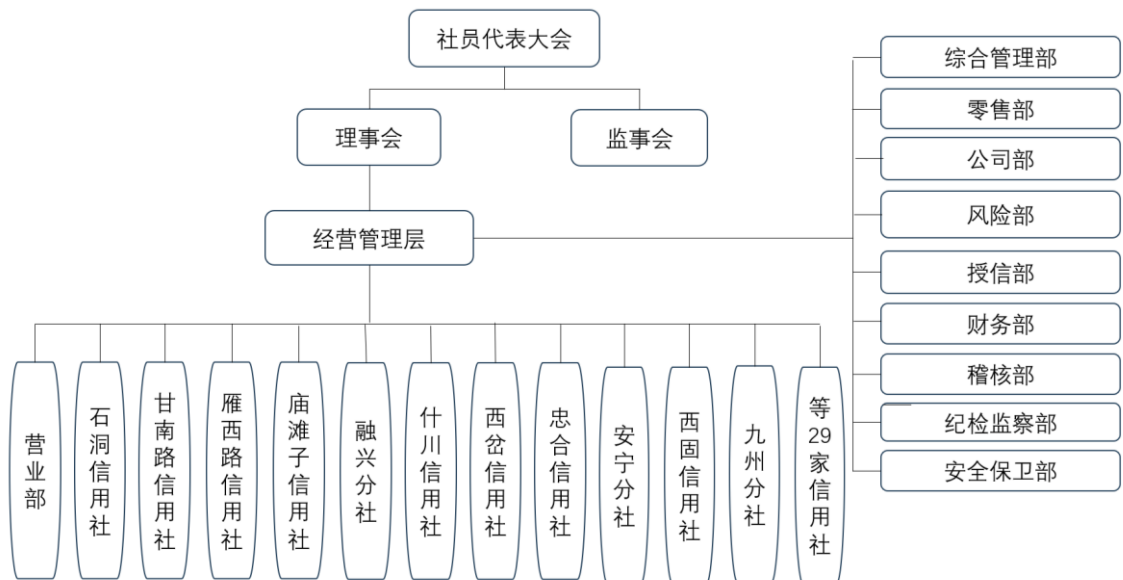 社员代表大会
理事会
监事会
经营管理层
综合管理部
零售部
公司部
风险部
授信部
财务部
稽核部
纪检监察部
安全保卫部
营业部
石洞信用社
甘南路信用社
雁西路信用社
庙滩子信用社
融兴分社
什川信用社
西岔信用社
忠合信用社
安宁分社
西固信用社
九州分社
等29家信用社